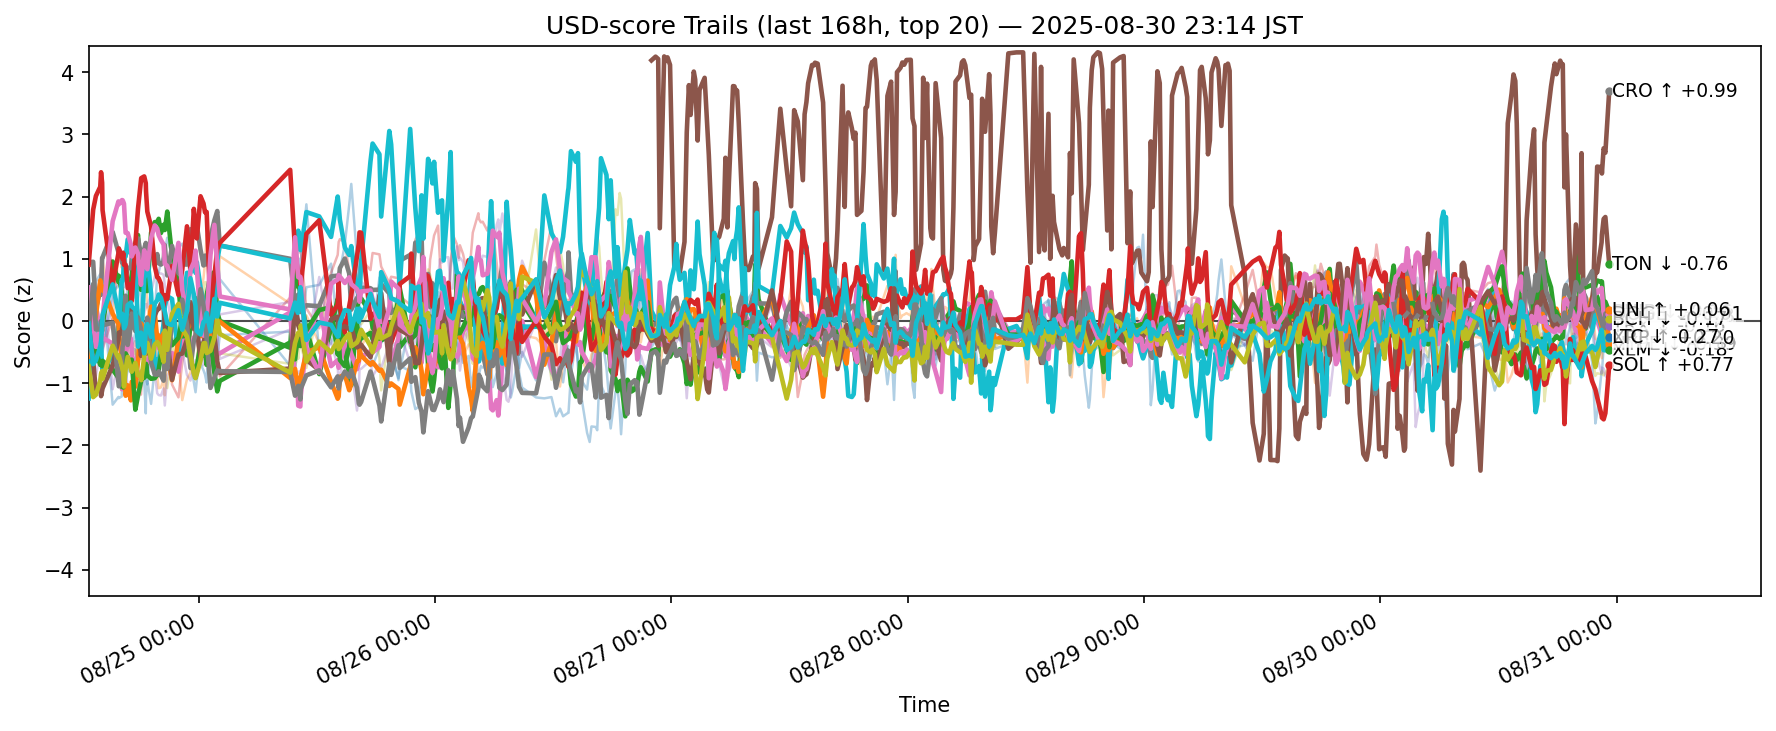 USD-score Trails (last 168h, top 20) — 2025-08-30 23:14 JST
Score (z)
4
3
2
1
0
−1
−2
−3
−4
CRO ↑ +0.99
TON ↓ -0.76
UNI ↑ +0.06
LTC ↓ -0.27
XLM ↓ -0.18
SOL ↑ +0.77
08/25 00:00
08/26 00:00
08/27 00:00
08/28 00:00
08/29 00:00
08/30 00:00
08/31 00:00
Time